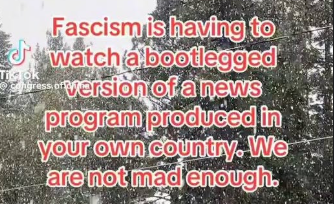 Fascism is having to
watch a bootlegged
version of a news
program produced in
your own country. We
are not mad enough.
TikTok